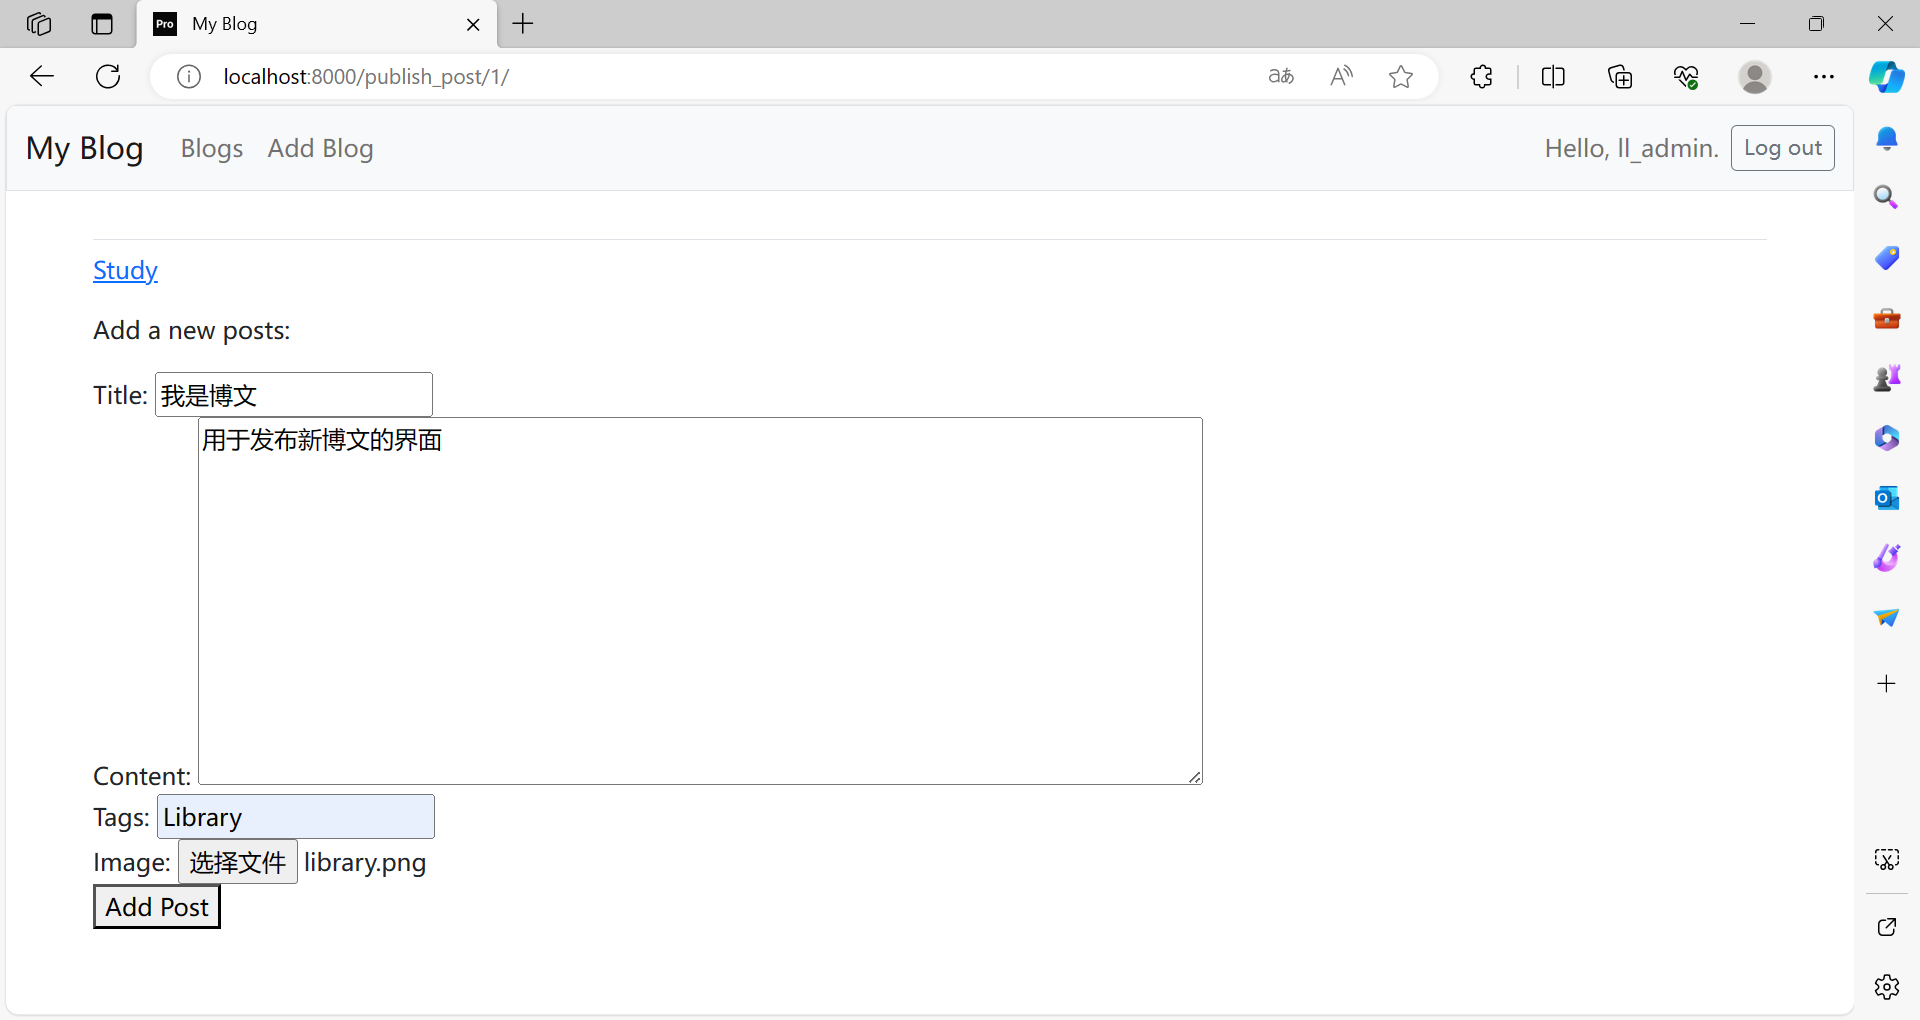 Pro My Blog
localhost:8000/publish_post/1/
My Blog Blogs Add Blog Hello, ll_admin. Log out
Study
Add a new posts:
Title: 我是博文
用于发布新博文的界面
Content:
Tags: Library
Image: 选择文件 library.png
Add Post